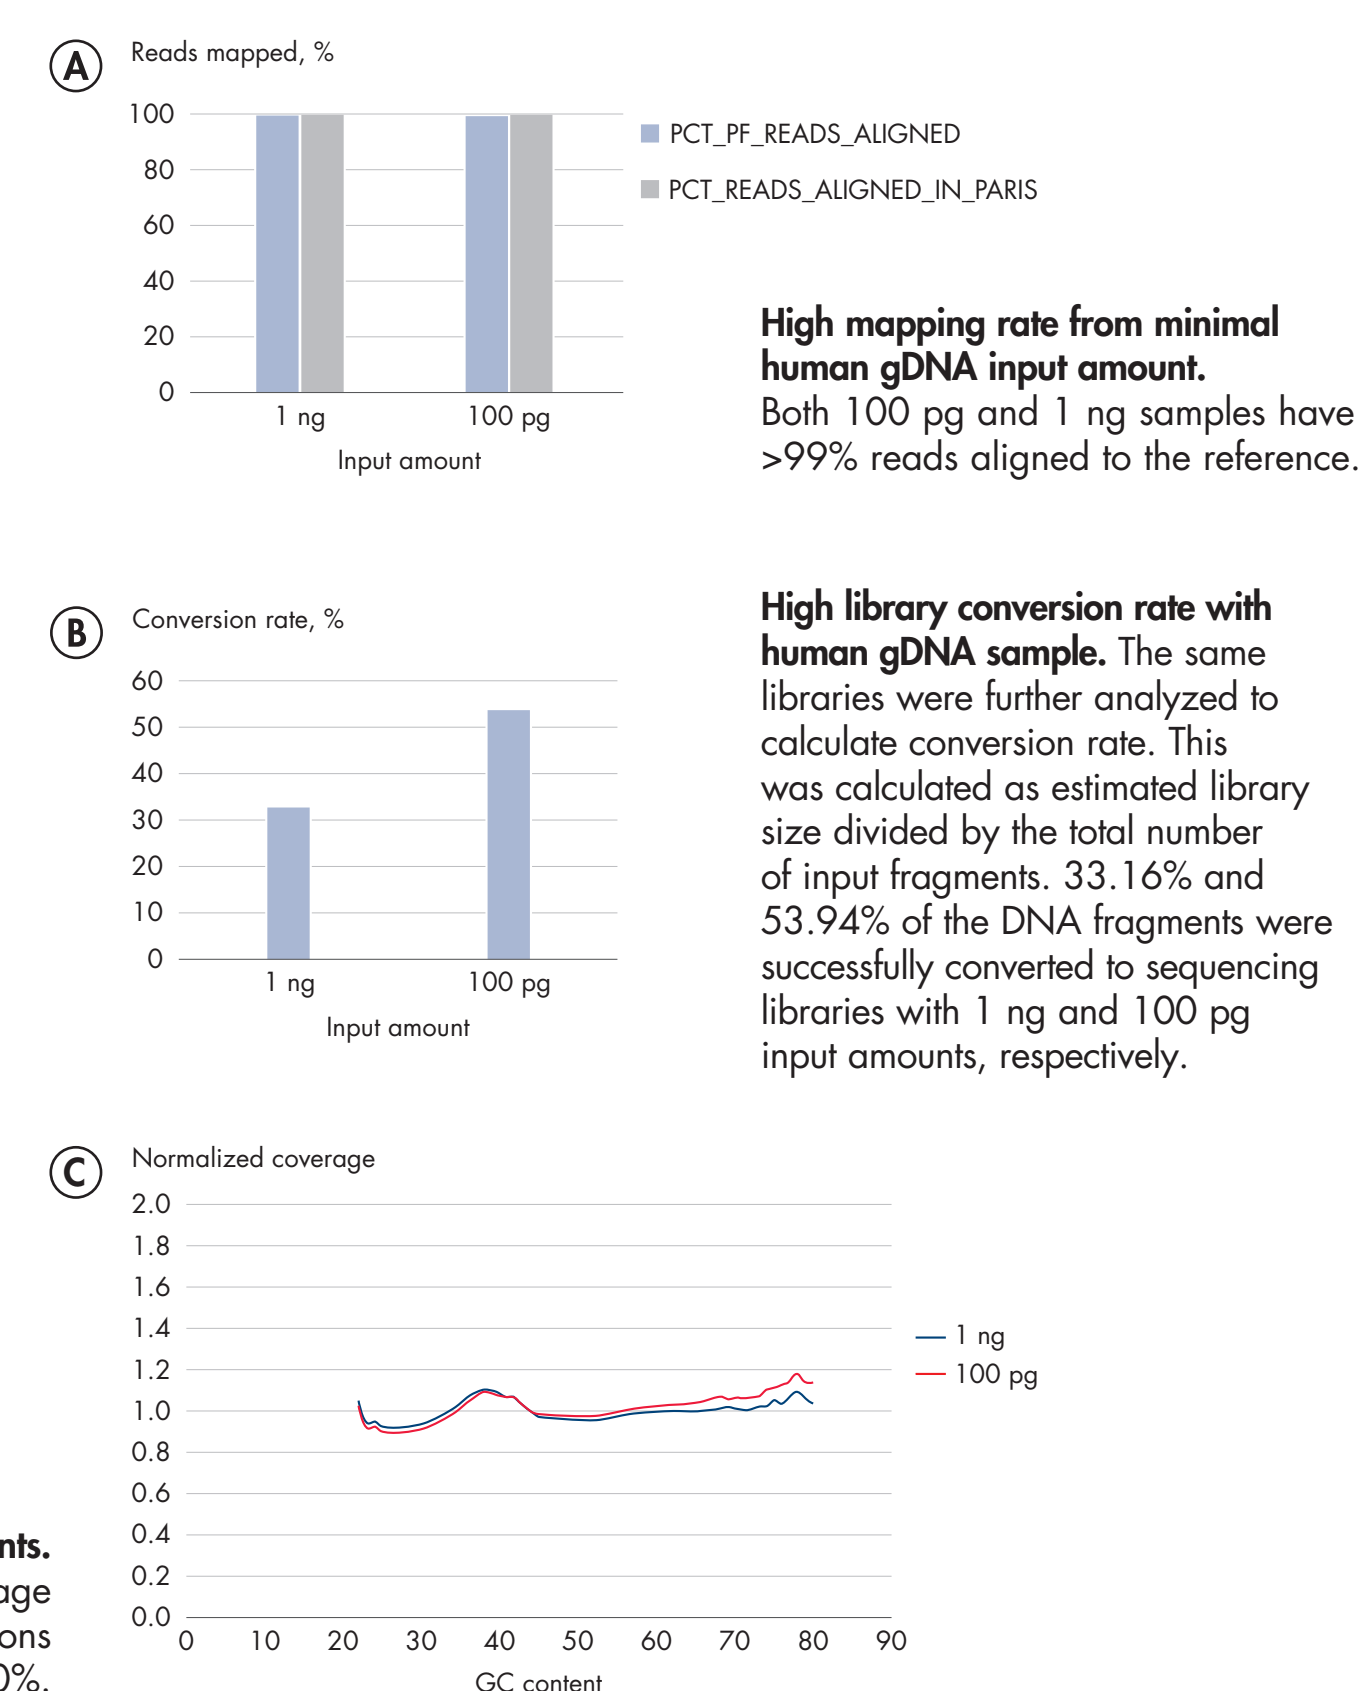 A
Reads mapped, %
100
80
60
40
20
0
1 ng
100 pg
Input amount
PCT_PF_READS_ALIGNED
PCT_READS_ALIGNED_IN_PARIS
High mapping rate from minimal
human gDNA input amount.
Both 100 pg and 1 ng samples have
>99% reads aligned to the reference.
B
Conversion rate, %
60
50
40
30
20
10
0
1 ng
100 pg
Input amount
High library conversion rate with
human gDNA sample. The same
libraries were further analyzed to
calculate conversion rate. This
was calculated as estimated library
size divided by the total number
of input fragments. 33.16% and
53.94% of the DNA fragments were
successfully converted to sequencing
libraries with 1 ng and 100 pg
input amounts, respectively.
C
Normalized coverage
2.0
1.8
1.6
1.4
1.2
1.0
0.8
0.6
0.4
0.2
0.0
0 10 20 30 40 50 60 70 80 90
GC content
1 ng
100 pg